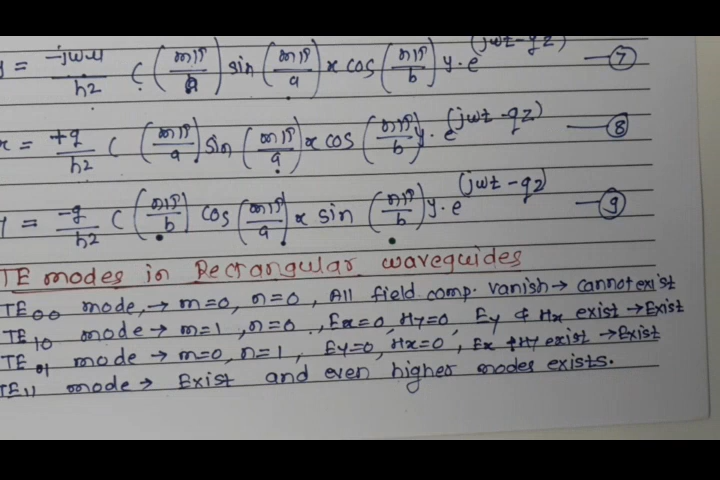 y = -jωμ/h² C (mπ/a) sin (mπ/a) x cos (nπ/b) y. e^(jωt-gz) —⑦
x = +g/h² C (mπ/a) sin (mπ/a) x cos (nπ/b) y. e^(jωt-gz) —⑧
y = -g/h² C (nπ/b) cos (mπ/a) x sin (nπ/b) y. e^(jωt-gz) —⑨
TE modes in Rectangular waveguides
TE₀₀ mode, → m=0, n=0, All field comp. vanish → cannot exist
TE₁₀ mode → m=1, n=0, Ex=0, Hy=0, Ey & Hx exist → Exist
TE₀₁ mode → m=0, n=1, Ey=0, Hx=0, Ex & Hy exist → Exist
TE₁₁ mode → Exist and even higher modes exists.